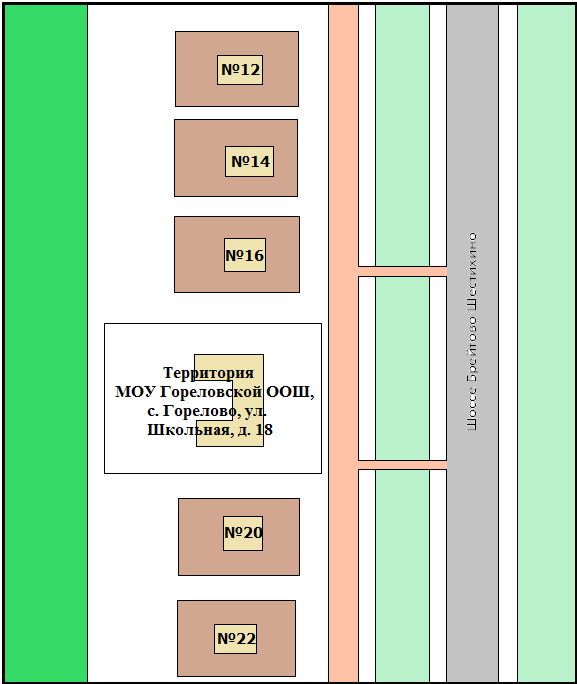 №12
№14
№16
Территория
МОУ Гореловской ООШ,
с. Горелово, ул.
Школьная, д. 18
№20
№22
Шоссе Брейтово Шестихино